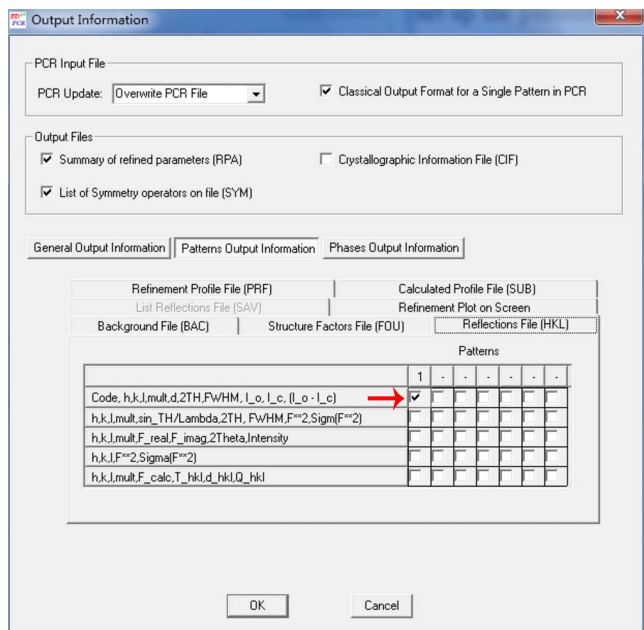 ED PCR Output Information
PCR Input File
PCR Update: Overwrite PCR File
Classical Output Format for a Single Pattern in PCR
Output Files
Summary of refined parameters (RPA)
Crystallographic Information File (CIF)
List of Symmetry operators on file (SYM)
General Output Information Patterns Output Information Phases Output Information
Refinement Profile File (PRF) Calculated Profile File (SUB)
List Reflections File (SAV) Refinement Plot on Screen
Background File (BAC) Structure Factors File (FOU) Reflections File (HKL)
Patterns
1 - - - - - -
Code, h,k,l,mult,d,2TH,FWHM, I_o, I_c, (I_o - I_c)
h,k,l,mult,sin_TH/Lambda,2TH, FWHM,F**2,Sigm(F**2)
h,k,l,mult,F_real,F_imag,2Theta,Intensity
h,k,l,F**2,Sigma(F**2)
h,k,l,mult,F_calc,T_hkl,d_hkl,Q_hkl
OK Cancel